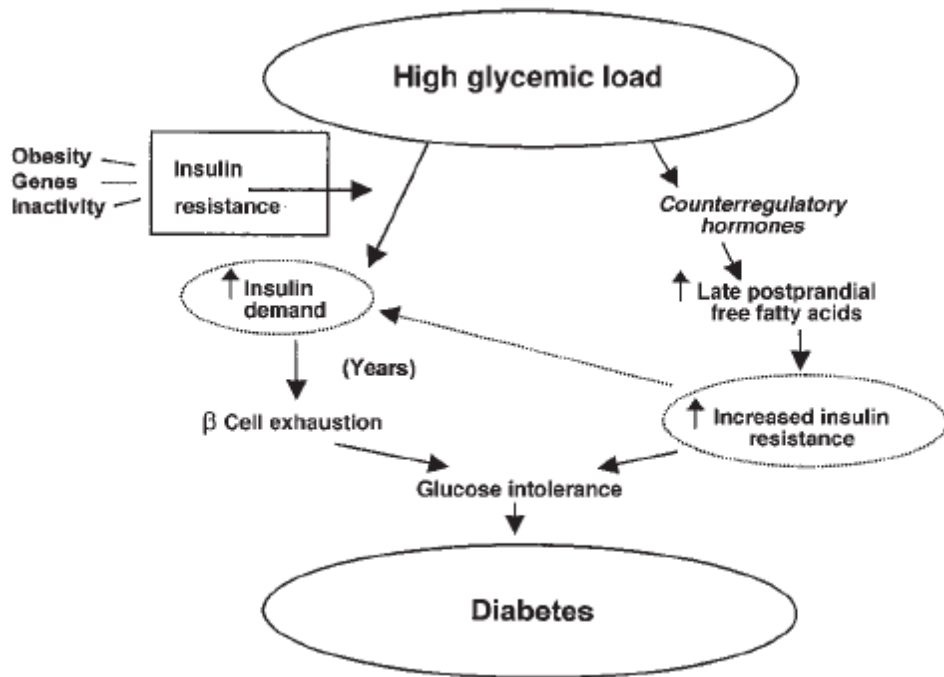 High glycemic load
Obesity
Genes
Inactivity
Insulin
resistance
Counterregulatory
hormones
↑ Insulin
demand
↑ Late postprandial
free fatty acids
(Years)
β Cell exhaustion
↑ Increased insulin
resistance
Glucose intolerance
Diabetes